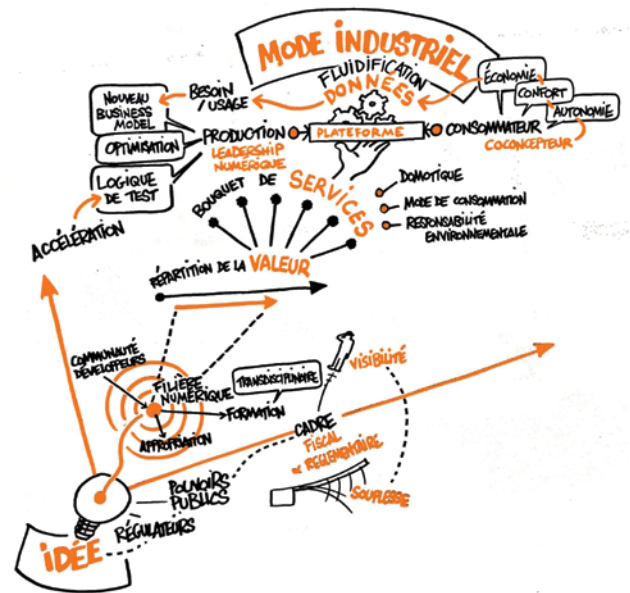 MODE INDUSTRIEL
FLUIDIFICATION
DONNÉES
BESOIN
/USAGE
NOUVEAU
BUSINESS
MODEL
OPTIMISATION
LOGIQUE
DE TEST
ACCÉLÉRATION
PRODUCTION
LEADERSHIP
NUMÉRIQUE
PLATEFORME
CONSOMMATEUR
COCONCEPTEUR
ÉCONOMIE
CONFORT
AUTONOMIE
BOUQUET DE SERVICES
DOMOTIQUE
MODE DE CONSOMMATION
RESPONSABILITÉ
ENVIRONNEMENTALE
RÉPARTITION DE LA VALEUR
COMMUNAUTÉ
DÉVELOPPEURS
FILIÈRE
NUMÉRIQUE
TRANSDISCIPLINAIRE
FORMATION
APPROPRIATION
VISIBILITÉ
CADRE
FISCAL
& RÉGLEMENTAIRE
SOUPLESSE
POUVOIRS
PUBLICS
RÉGULATEURS
IDÉE